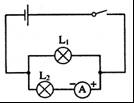 L₁
L₂ − A +